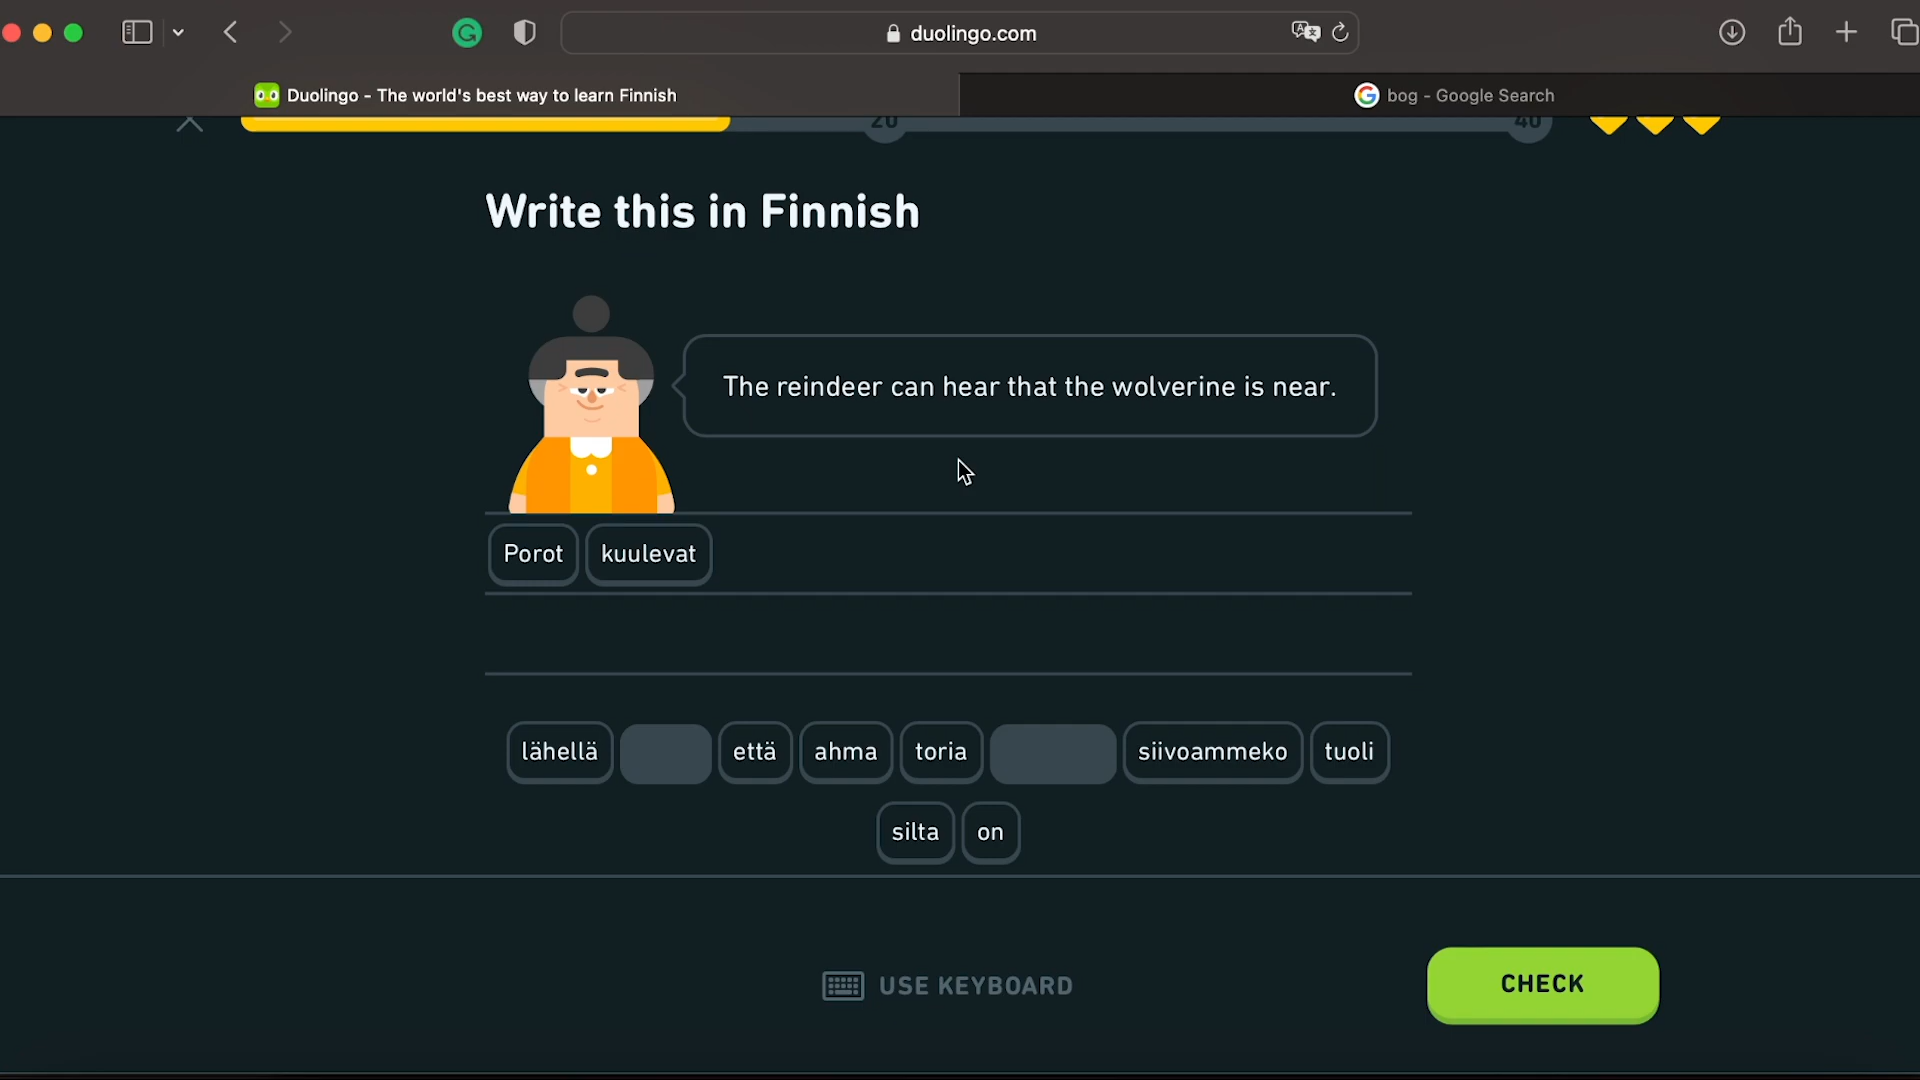 duolingo.com
Duolingo - The world's best way to learn Finnish
bog - Google Search
20
40
Write this in Finnish
The reindeer can hear that the wolverine is near.
Porot kuulevat
lähellä että ahma toria siivoammeko tuoli
silta on
USE KEYBOARD
CHECK